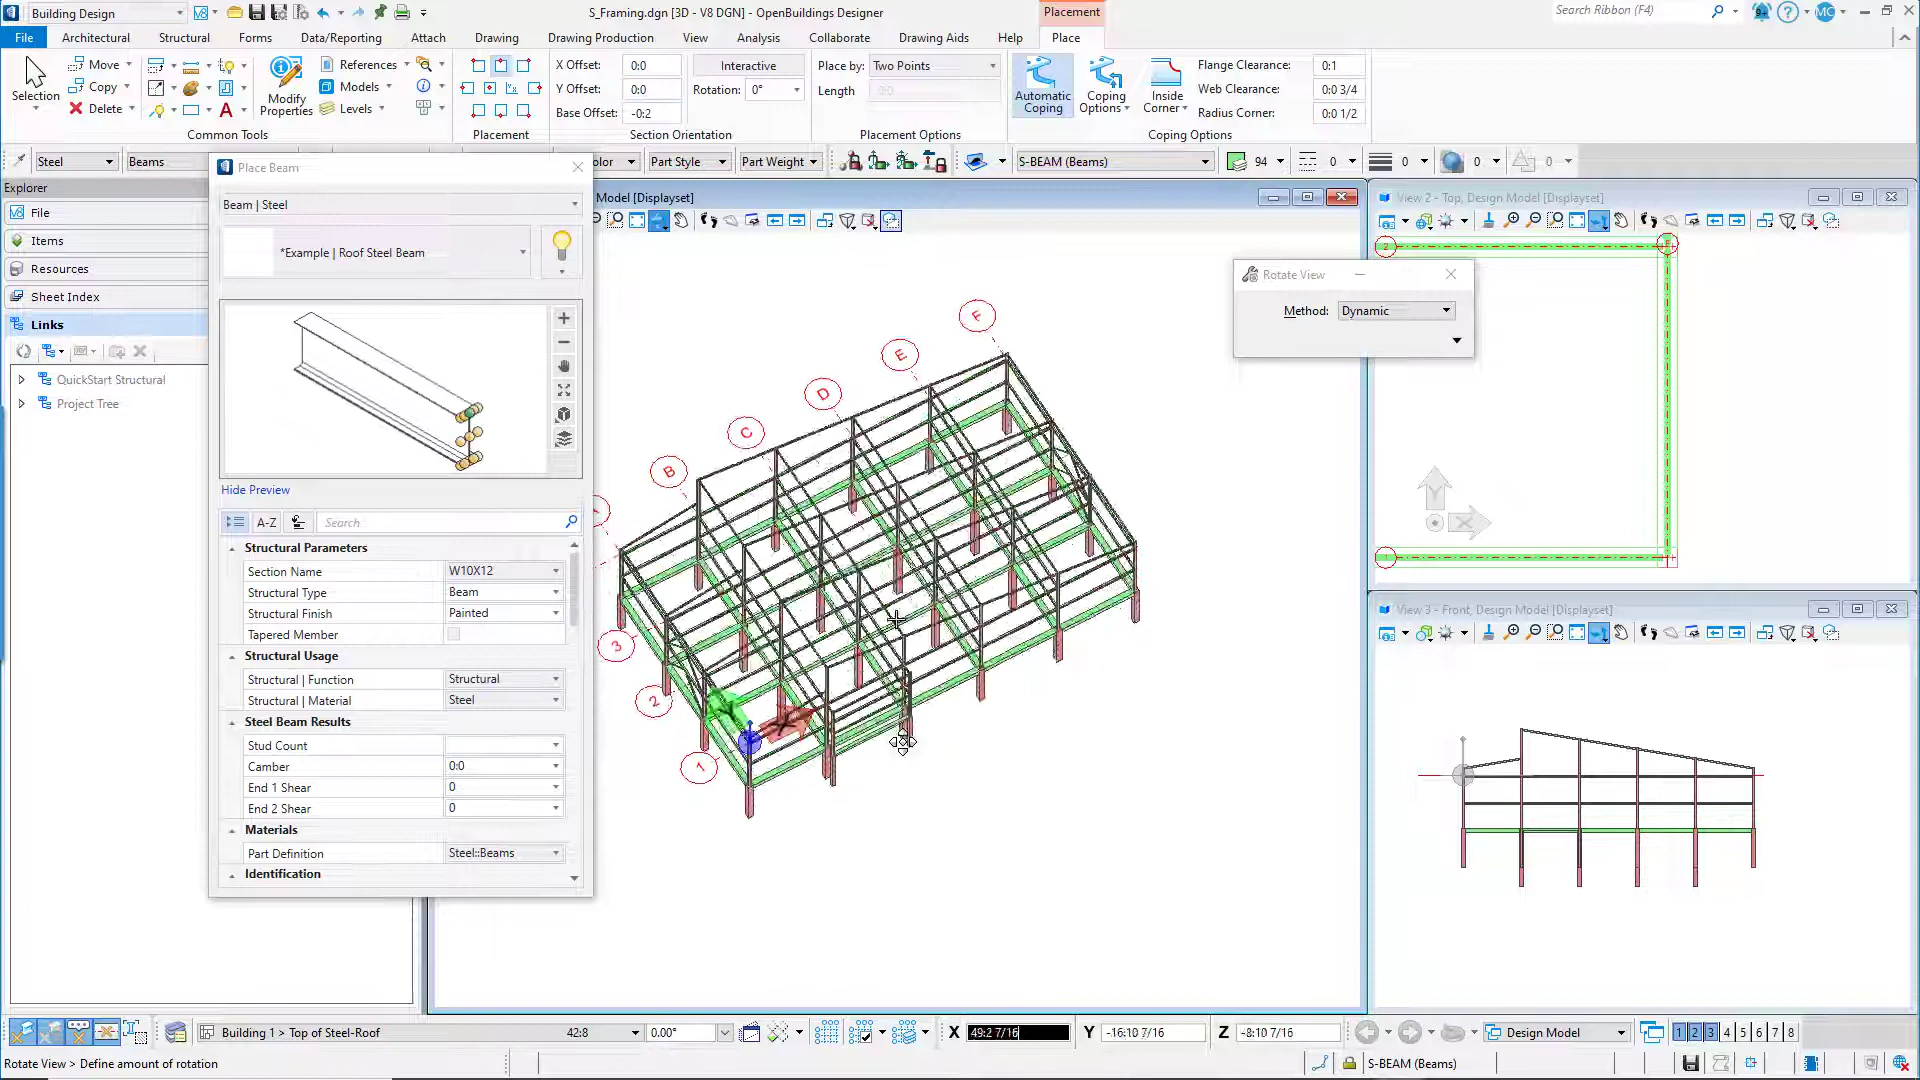 Building Design
S_Framing.dgn [3D - V8 DGN] - OpenBuildings Designer
Placement
Search Ribbon (F4)
MC
File
Architectural
Structural
Forms
Data/Reporting
Attach
Drawing
Drawing Production
View
Analysis
Collaborate
Drawing Aids
Help
Place
Selection
Move
Copy
Delete
Modify Properties
References
Models
Levels
Common Tools
Placement
X Offset: 0:0
Y Offset: 0:0
Base Offset: -0:2
Interactive
Rotation: 0°
Section Orientation
Place by: Two Points
Length 0:0
Placement Options
Automatic Coping
Coping Options
Inside Corner
Flange Clearance: 0:1
Web Clearance: 0:0 3/4
Radius Corner: 0:0 1/2
Coping Options
Steel
Beams
olor
Part Style
Part Weight
S-BEAM (Beams)
94
0
0
0
0
Explorer
File
Items
Resources
Sheet Index
Links
QuickStart Structural
Project Tree
Place Beam
Beam | Steel
*Example | Roof Steel Beam
Hide Preview
A-Z
Search
Structural Parameters
Section Name W10X12
Structural Type Beam
Structural Finish Painted
Tapered Member
Structural Usage
Structural | Function Structural
Structural | Material Steel
Steel Beam Results
Stud Count
Camber 0:0
End 1 Shear 0
End 2 Shear 0
Materials
Part Definition Steel::Beams
Identification
Model [Displayset]
F
E
D
C
B
3
2
1
Y
X
Rotate View
Method: Dynamic
View 2 - Top, Design Model [Displayset]
2
Y
X
View 3 - Front, Design Model [Displayset]
Building 1 > Top of Steel-Roof 42:8
0.00°
X 49:2 7/16
Y -16:10 7/16
Z -8:10 7/16
Design Model
1 2 3 4 5 6 7 8
Rotate View > Define amount of rotation
S-BEAM (Beams)